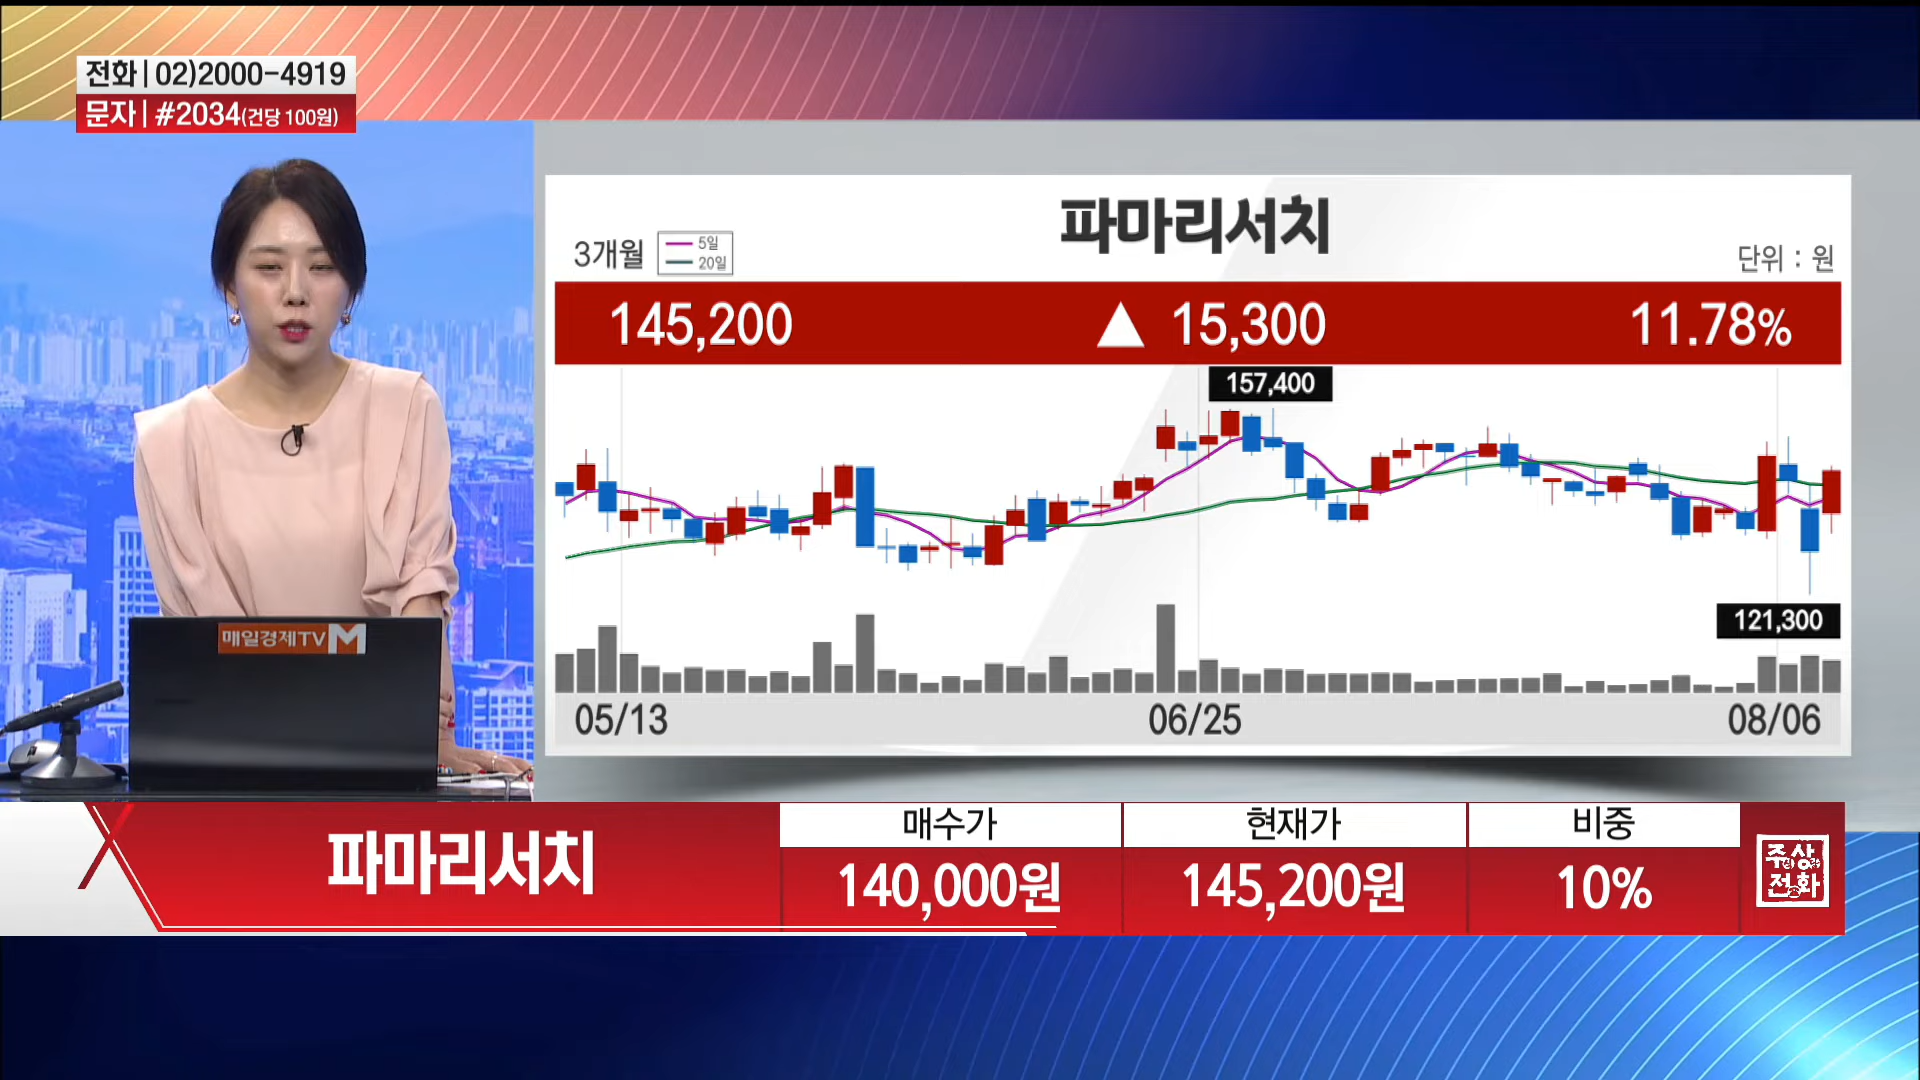 전화 | 02)2000-4919
문자 | #2034(건당 100원)
파마리서치
3개월
5일
20일
단위 : 원
145,200 ▲ 15,300 11.78%
157,400
121,300
05/13 06/25 08/06
매일경제TV M
파마리서치
매수가 현재가 비중
140,000원 145,200원 10%
주상
전화